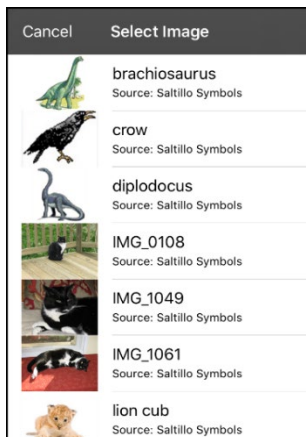 Cancel Select Image
brachiosaurus
Source: Saltillo Symbols
crow
Source: Saltillo Symbols
diplodocus
Source: Saltillo Symbols
IMG_0108
Source: Saltillo Symbols
IMG_1049
Source: Saltillo Symbols
IMG_1061
Source: Saltillo Symbols
lion cub
Source: Saltillo Symbols